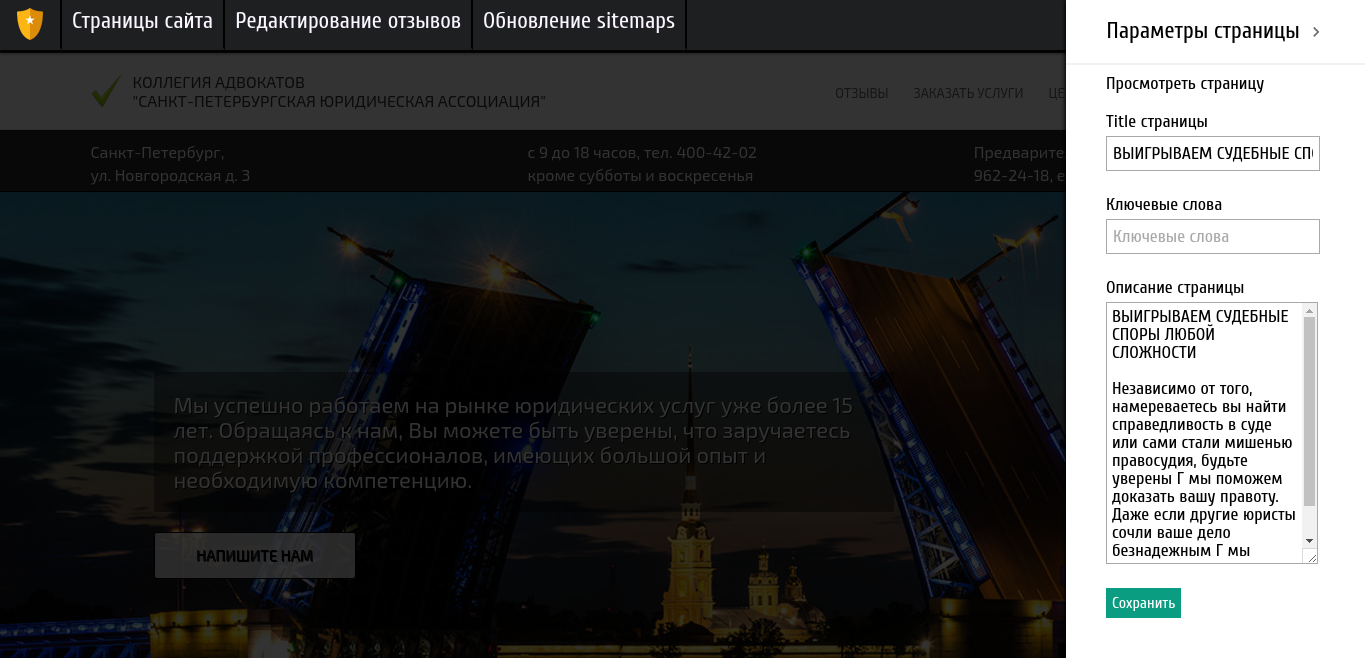 Страницы сайта
Редактирование отзывов
Обновление sitemaps
КОЛЛЕГИЯ АДВОКАТОВ
"САНКТ-ПЕТЕРБУРГСКАЯ ЮРИДИЧЕСКАЯ АССОЦИАЦИЯ"
ОТЗЫВЫ
ЗАКАЗАТЬ УСЛУГИ
ЦЕ
Санкт-Петербург,
ул. Новгородская д. 3
с 9 до 18 часов, тел. 400-42-02
кроме субботы и воскресенья
Предварите
962-24-18, е
Мы успешно работаем на рынке юридических услуг уже более 15
лет. Обращаясь к нам, Вы можете быть уверены, что заручаетесь
поддержкой профессионалов, имеющих большой опыт и
необходимую компетенцию.
НАПИШИТЕ НАМ
Параметры страницы
Просмотреть страницу
Title страницы
ВЫИГРЫВАЕМ СУДЕБНЫЕ СП
Ключевые слова
Ключевые слова
Описание страницы
ВЫИГРЫВАЕМ СУДЕБНЫЕ
СПОРЫ ЛЮБОЙ
СЛОЖНОСТИ
Независимо от того,
намереваетесь вы найти
справедливость в суде
или сами стали мишенью
правосудия, будьте
уверены Г мы поможем
доказать вашу правоту.
Даже если другие юристы
сочли ваше дело
безнадежным Г мы
Сохранить